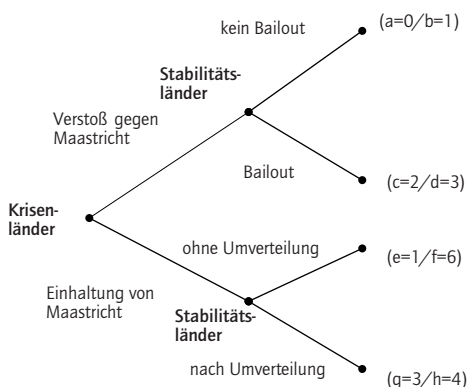 kein Bailout
(a=0/b=1)
Stabilitäts-
länder
Verstoß gegen
Maastricht
Bailout
(c=2/d=3)
Krisen-
länder
ohne Umverteilung
(e=1/f=6)
Einhaltung von
Maastricht
Stabilitäts-
länder
nach Umverteilung
(g=3/h=4)